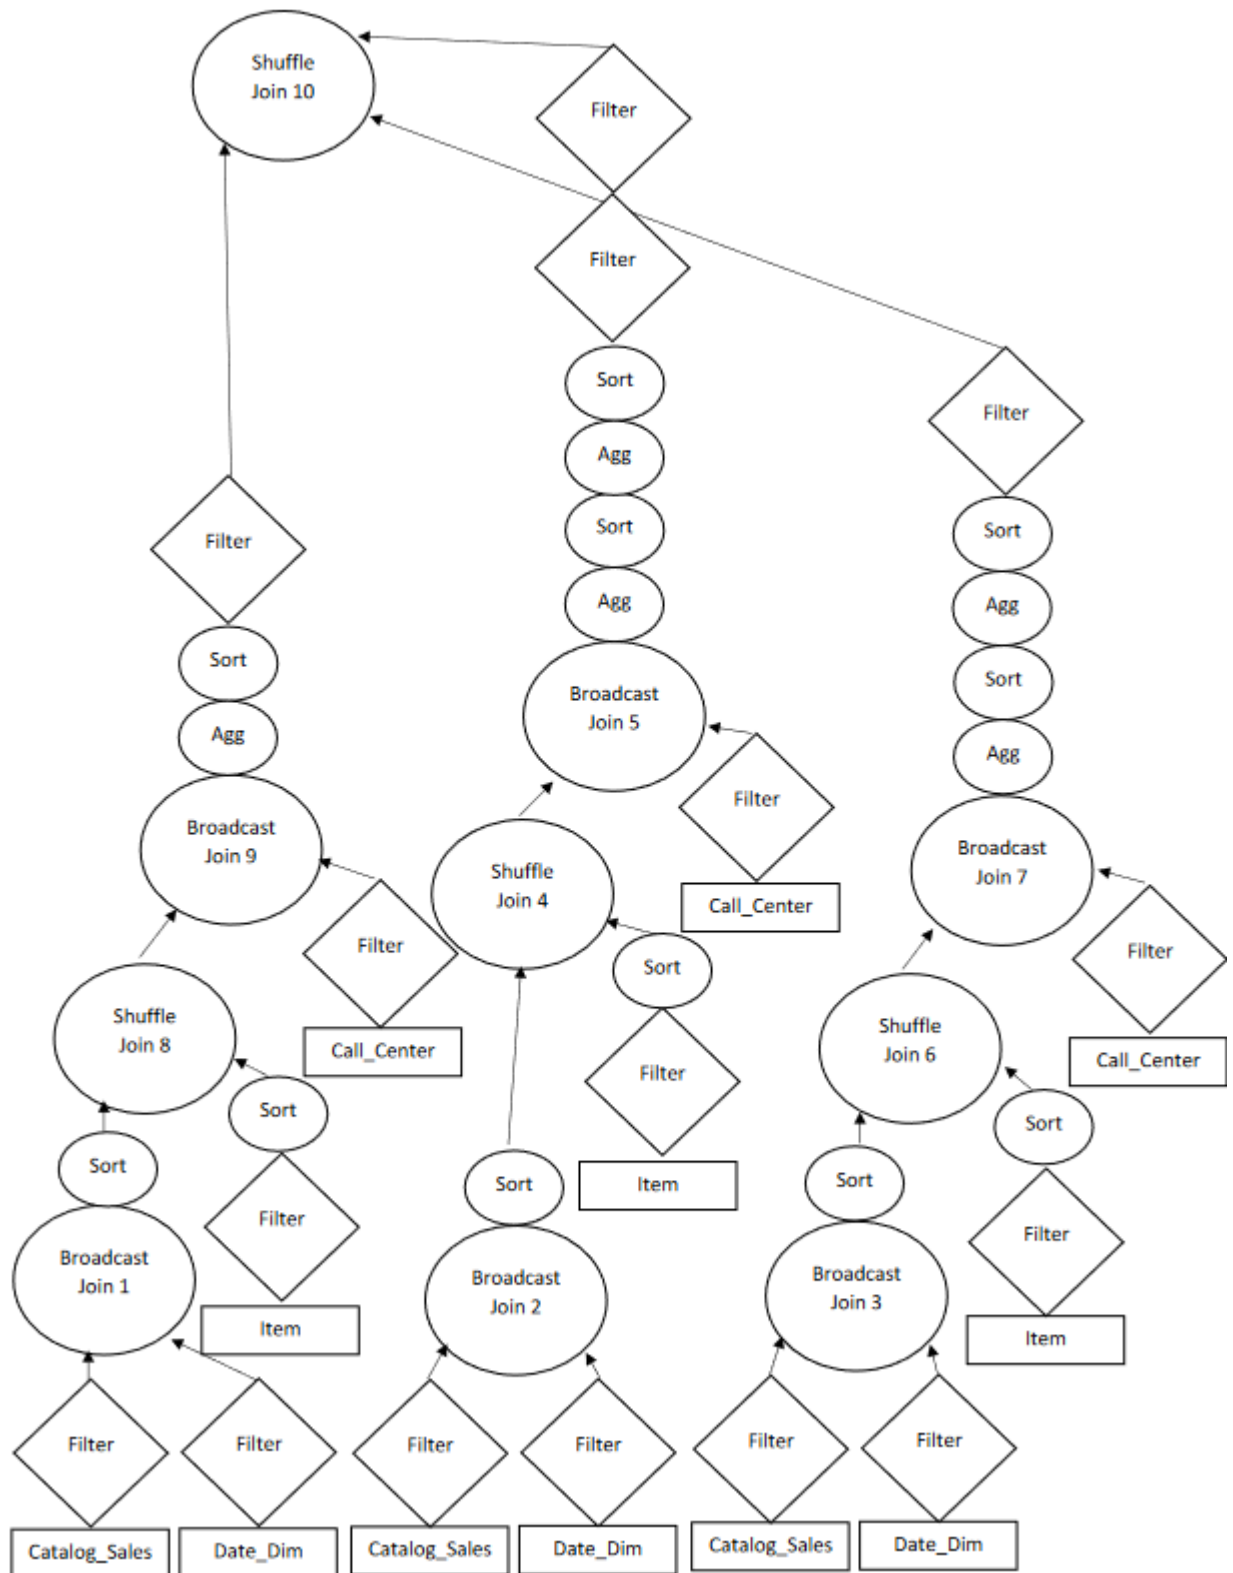 Shuffle
Join 10
Filter
Filter
Sort
Filter
Agg
Sort
Sort
Filter
Agg
Agg
Sort
Sort
Broadcast
Join 5
Agg
Agg
Filter
Broadcast
Join 9
Broadcast
Join 7
Shuffle
Join 4
Call_Center
Filter
Filter
Sort
Shuffle
Join 8
Call_Center
Shuffle
Join 6
Call_Center
Filter
Sort
Sort
Sort
Item
Sort
Sort
Filter
Filter
Broadcast
Join 1
Broadcast
Join 2
Broadcast
Join 3
Item
Item
Filter
Filter
Filter
Filter
Filter
Filter
Catalog_Sales
Date_Dim
Catalog_Sales
Date_Dim
Catalog_Sales
Date_Dim